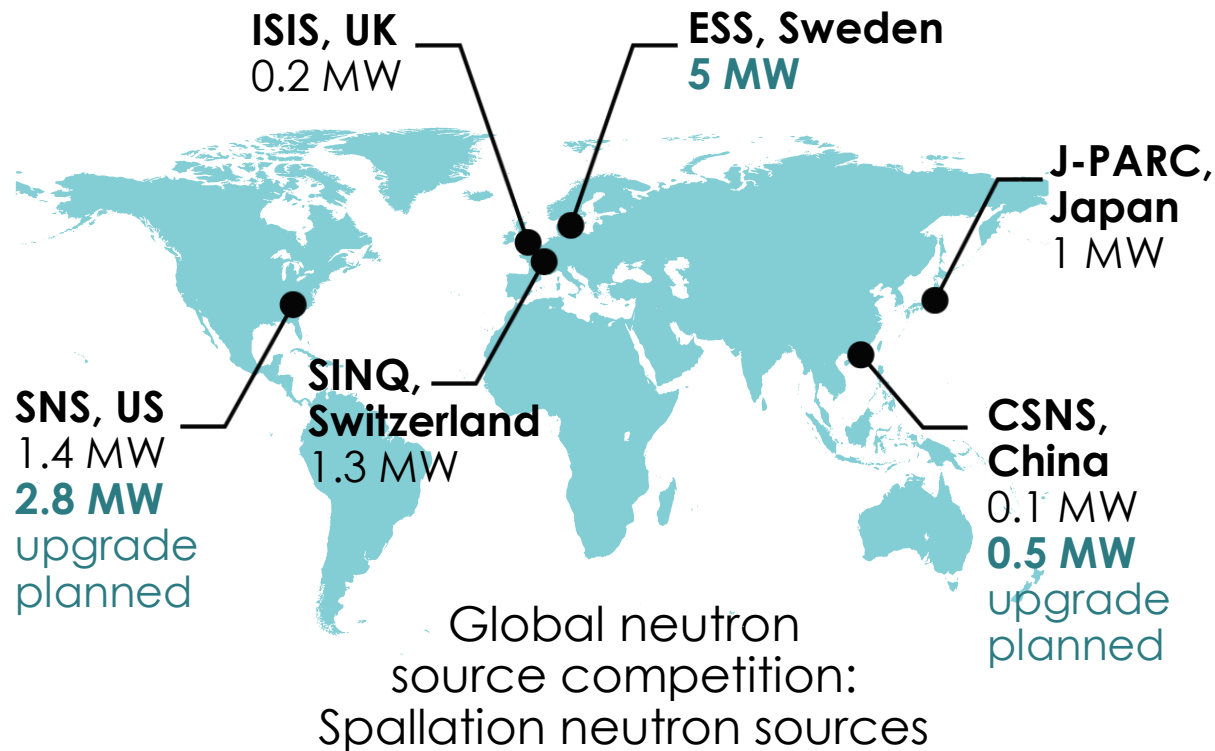 ISIS, UK
0.2 MW
ESS, Sweden
5 MW
J-PARC,
Japan
1 MW
SNS, US
1.4 MW
2.8 MW
upgrade
planned
SINQ,
Switzerland
1.3 MW
CSNS,
China
0.1 MW
0.5 MW
upgrade
planned
Global neutron
source competition:
Spallation neutron sources